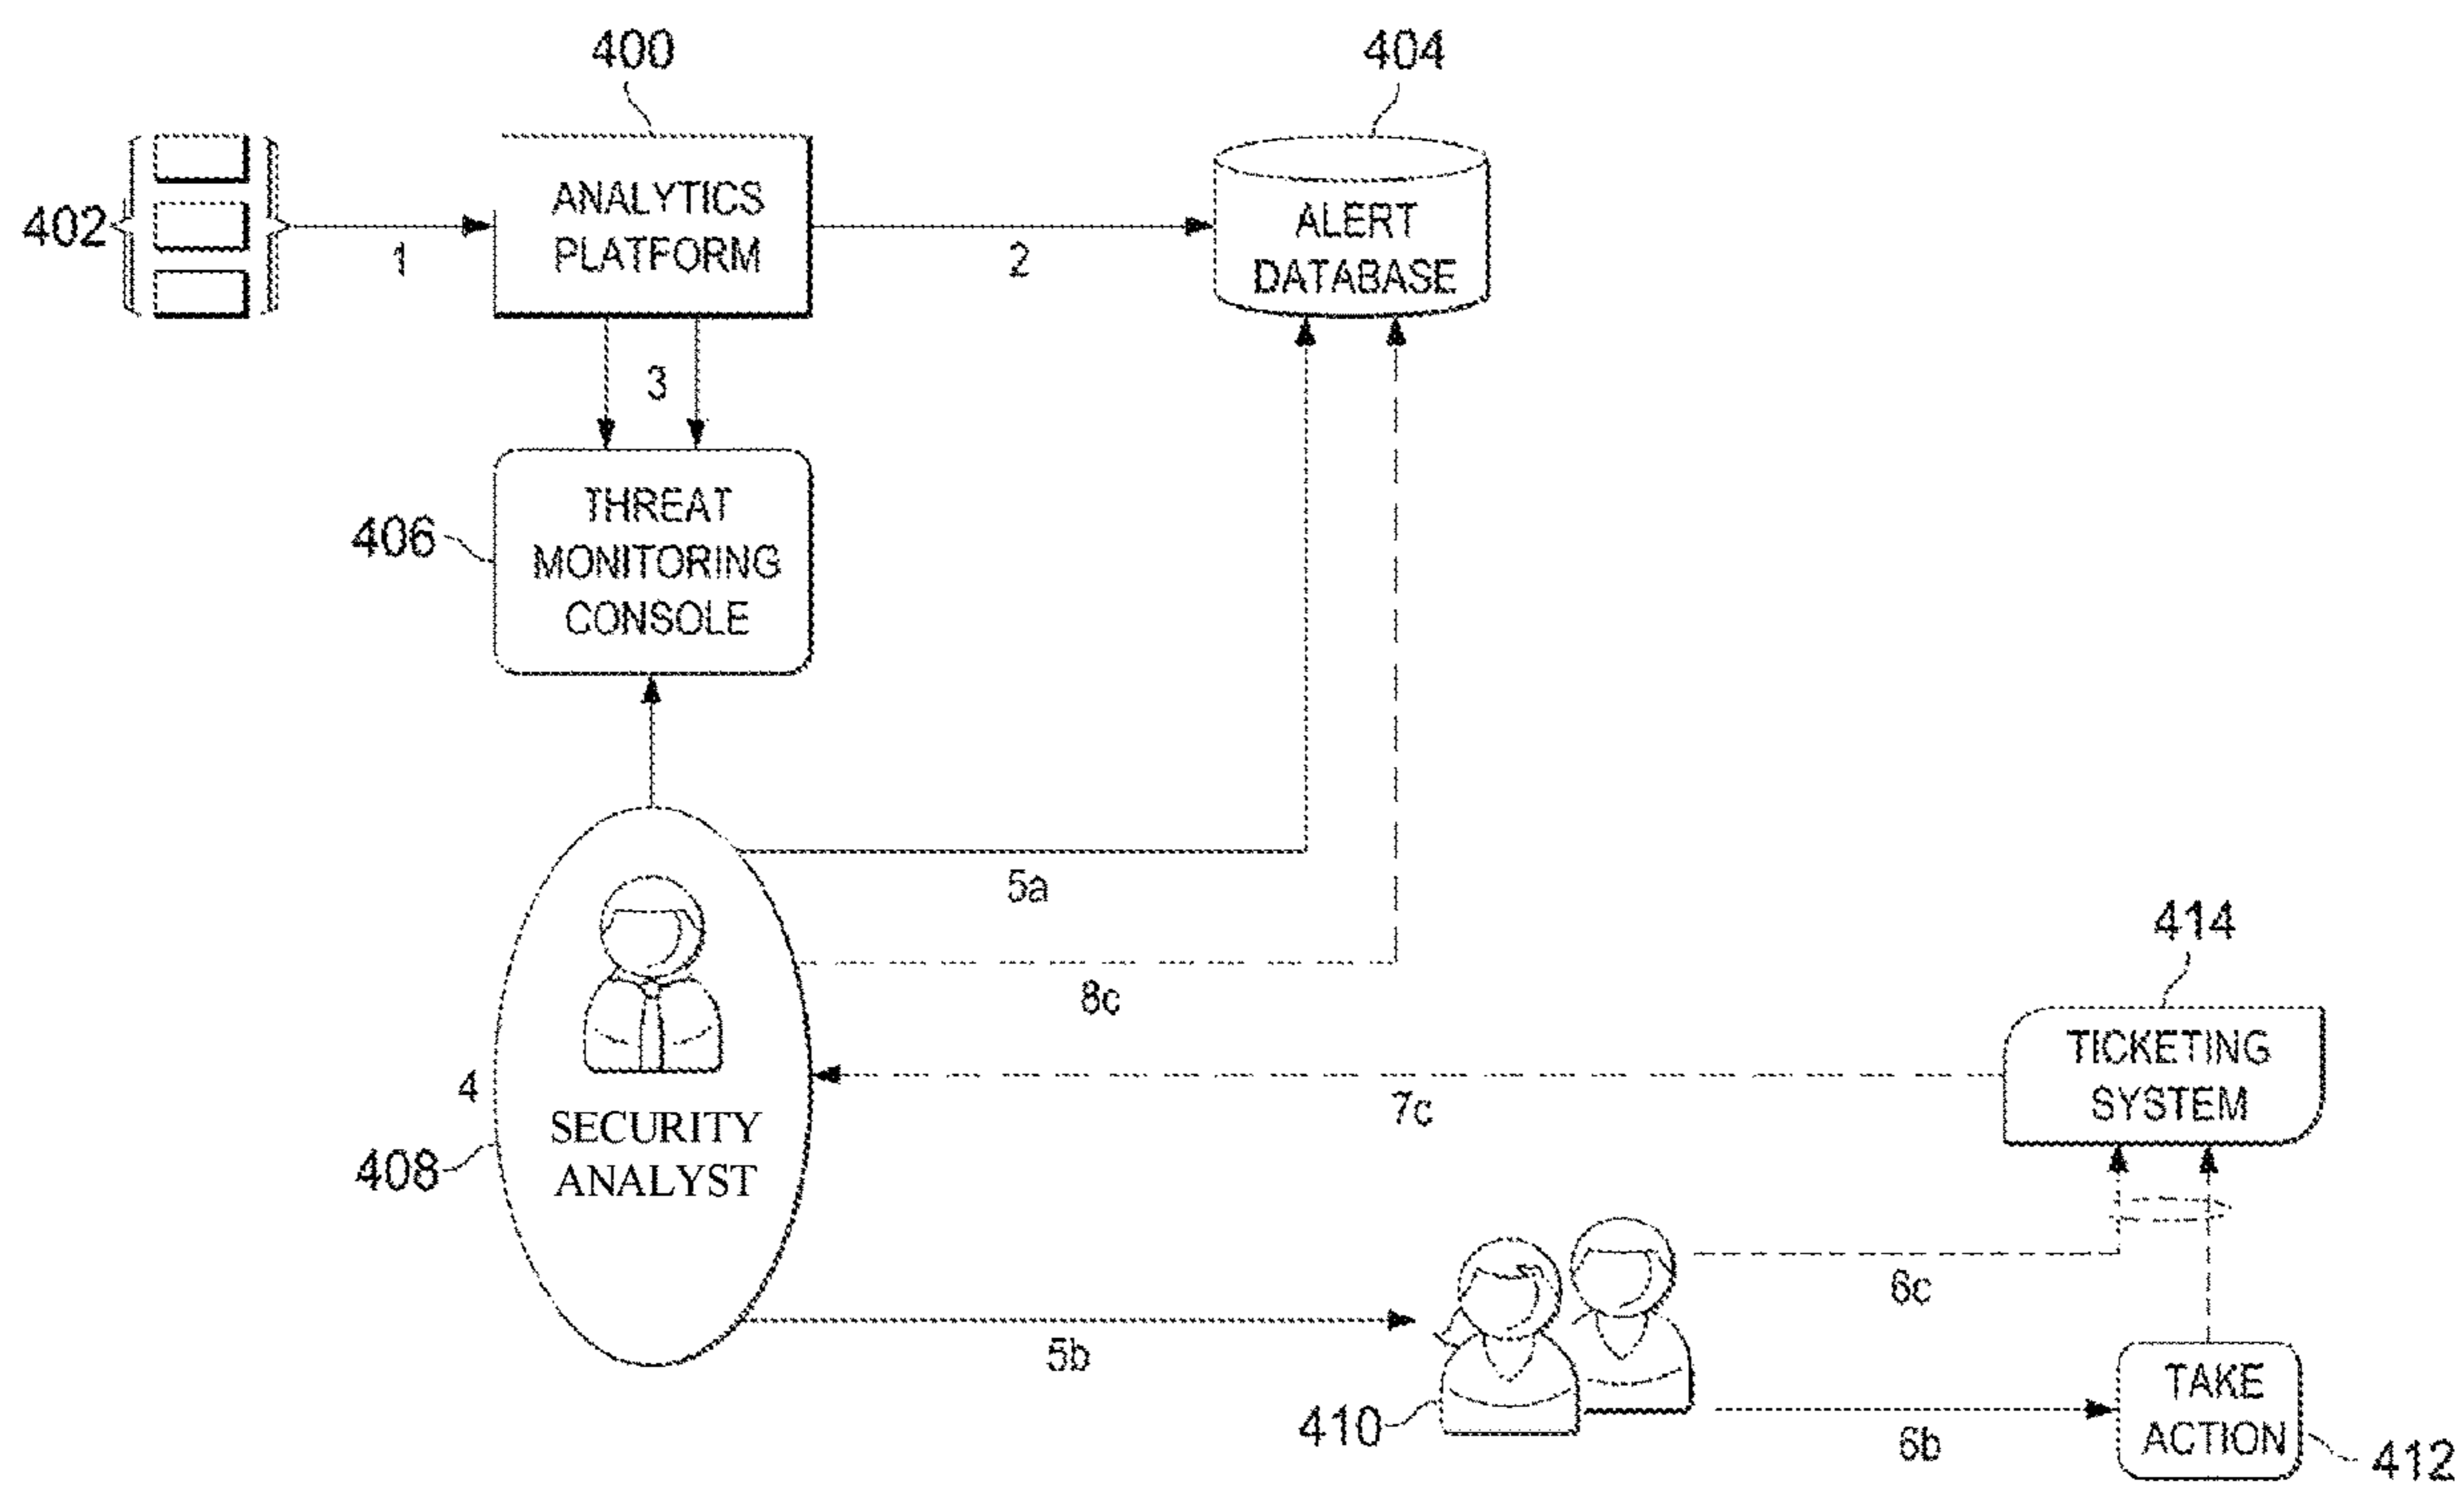 400
404
402
ANALYTICS
PLATFORM
ALERT
DATABASE
1
2
3
406
THREAT
MONITORING
CONSOLE
5a
8c
414
TICKETING
SYSTEM
4
7c
408
SECURITY
ANALYST
6c
5b
410
6b
TAKE
ACTION
412